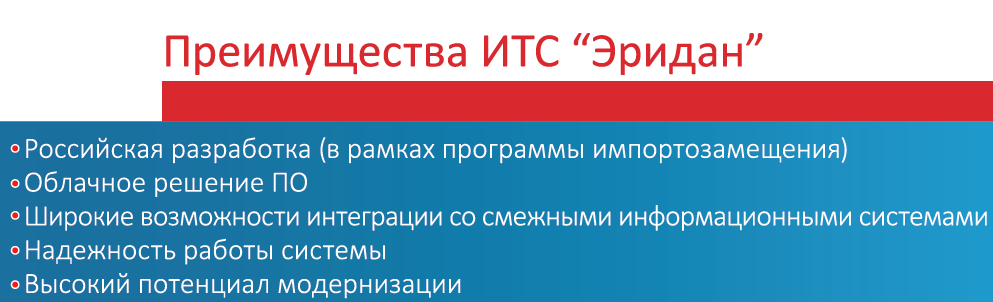 Преимущества ИТС “Эридан”
• Российская разработка (в рамках программы импортозамещения)
• Облачное решение ПО
• Широкие возможности интеграции со смежными информационными системами
• Надежность работы системы
• Высокий потенциал модернизации